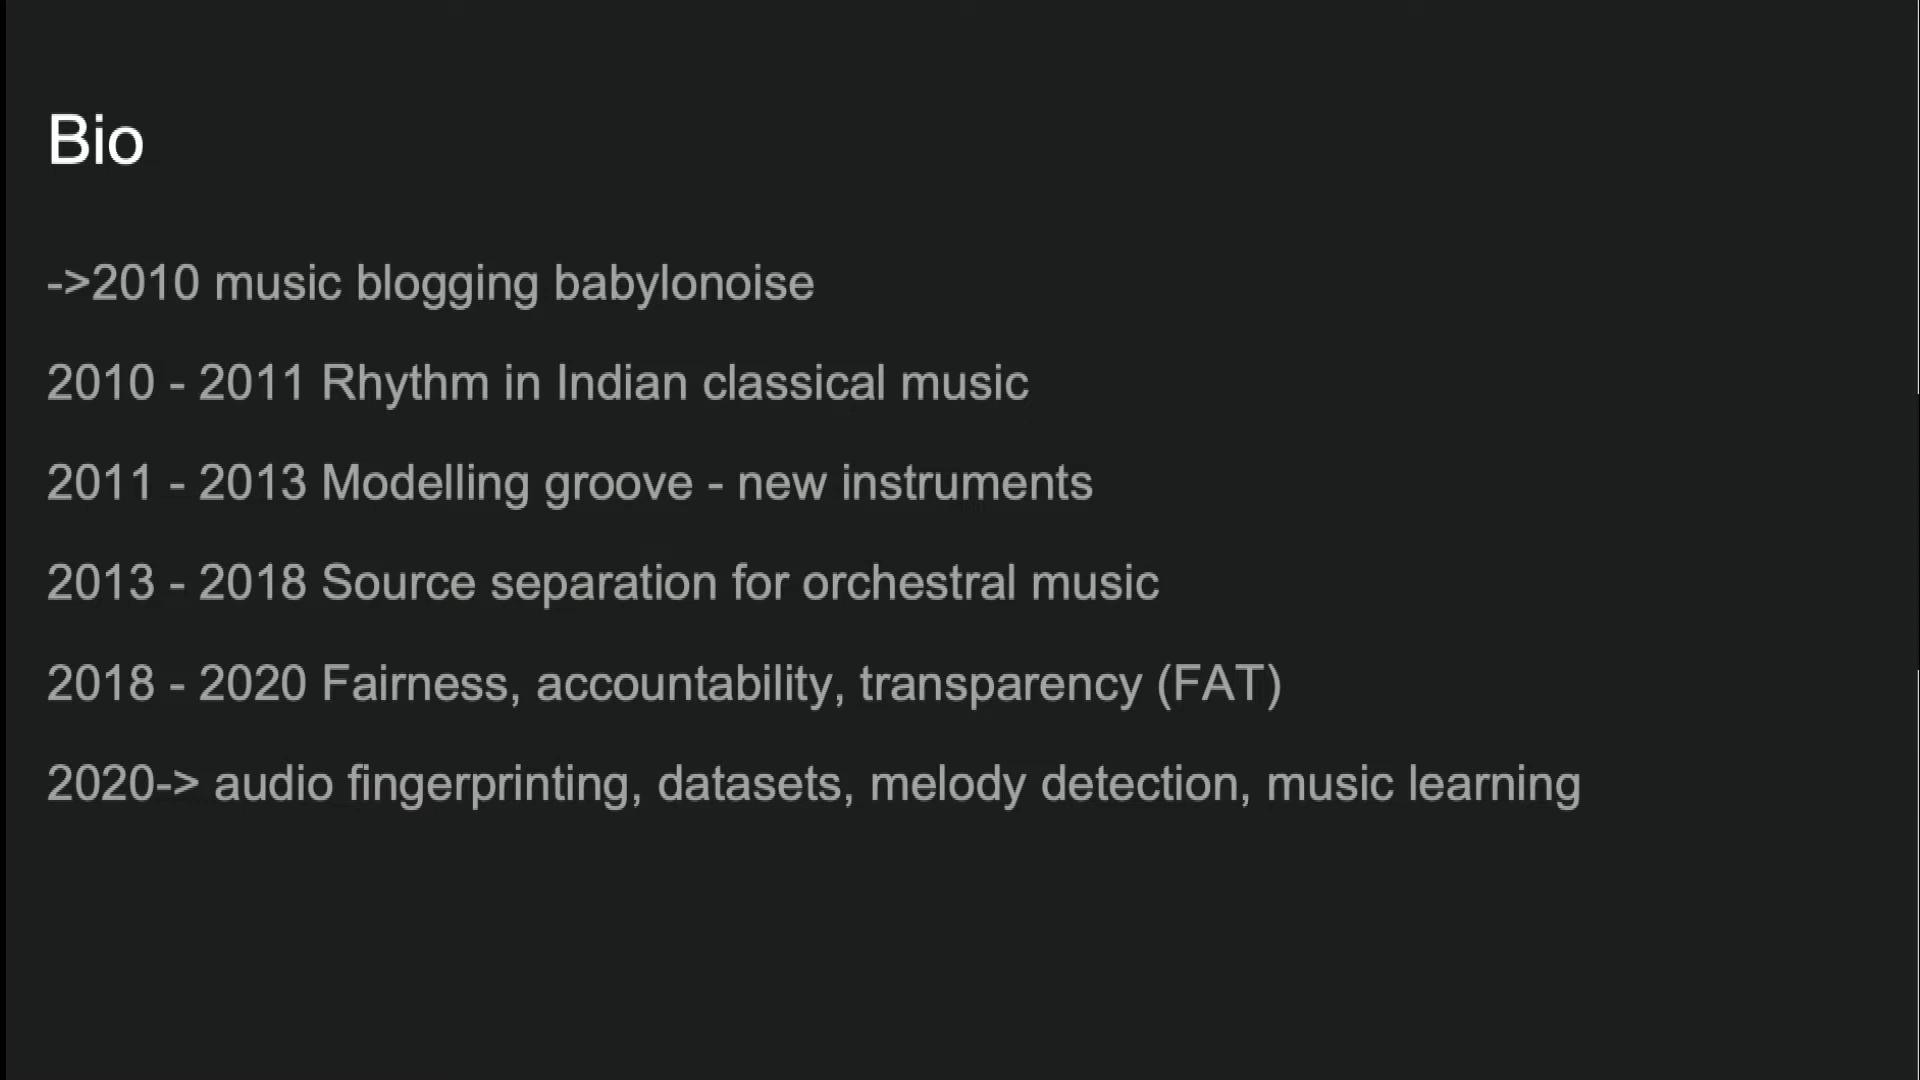 Bio
->2010 music blogging babylonoise
2010 - 2011 Rhythm in Indian classical music
2011 - 2013 Modelling groove - new instruments
2013 - 2018 Source separation for orchestral music
2018 - 2020 Fairness, accountability, transparency (FAT)
2020-> audio fingerprinting, datasets, melody detection, music learning